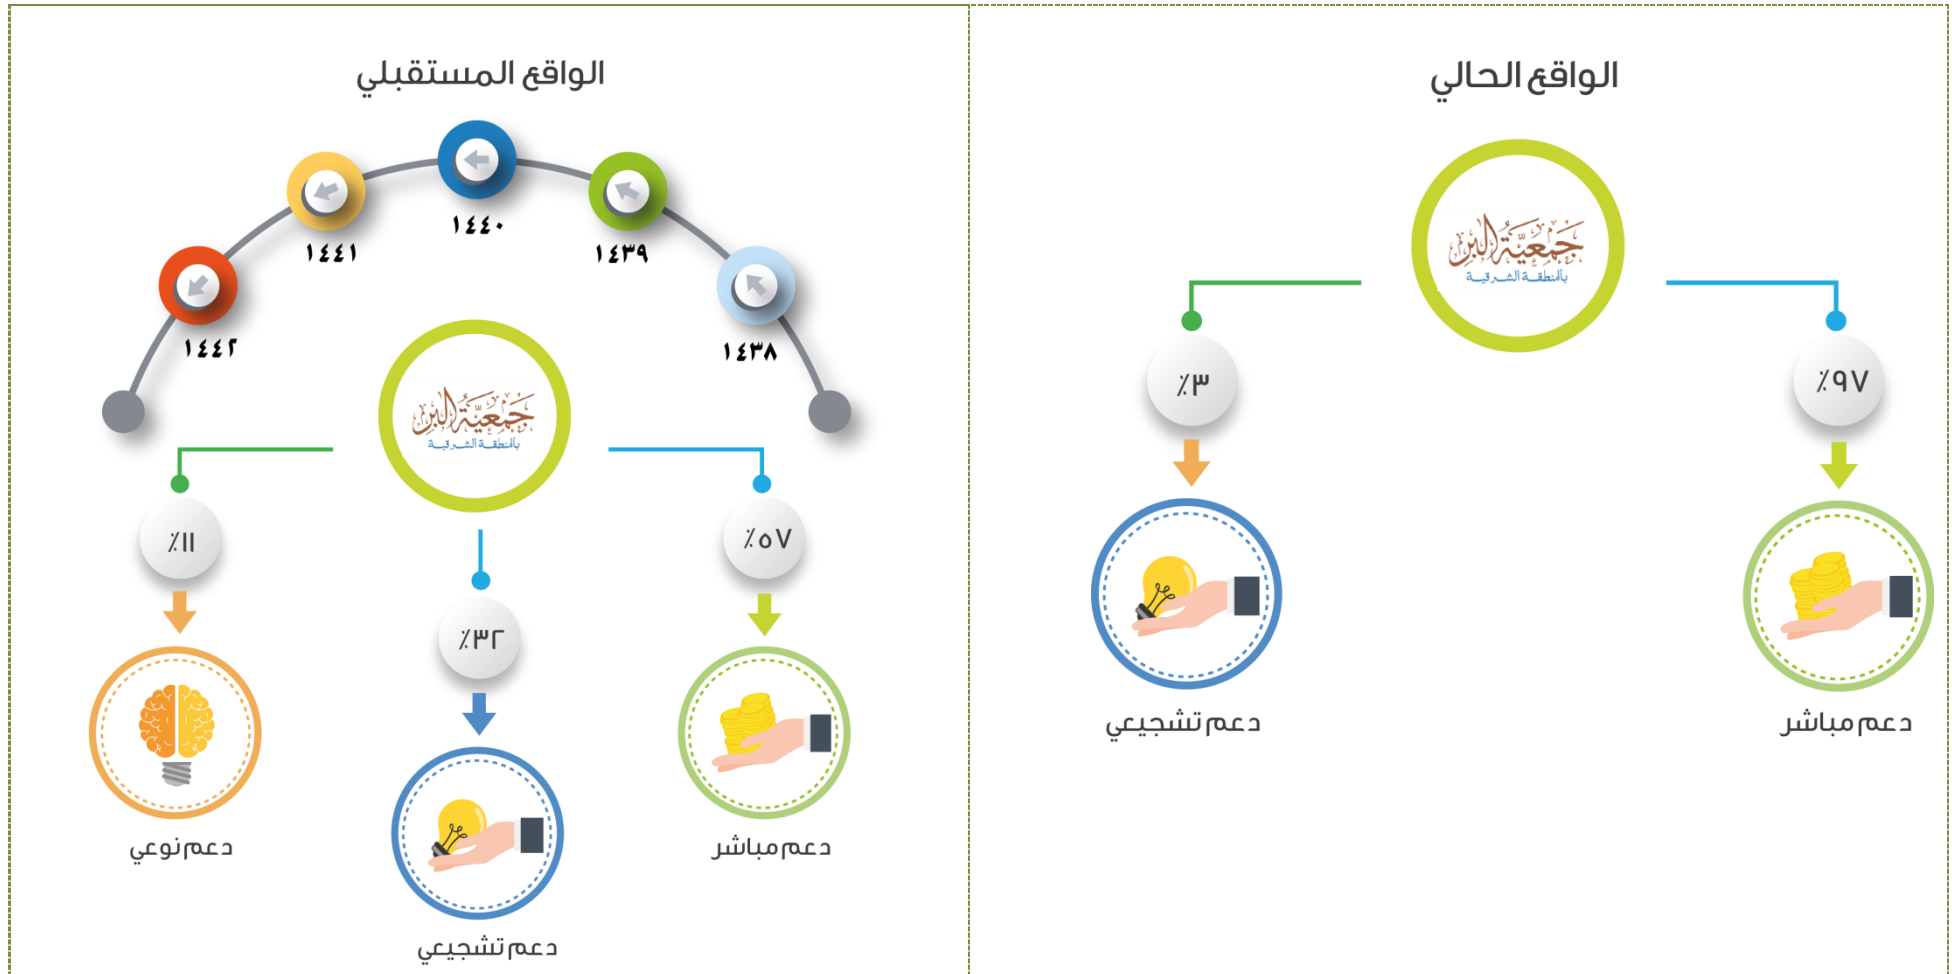 الواقع الحالي
جمعية البر
بالمنطقة الشرقية
٪٩٧
٪٣
دعم مباشر
دعم تشجيعي
الواقع المستقبلي
١٤٣٨
١٤٣٩
١٤٤٠
١٤٤١
١٤٤٢
جمعية البر
بالمنطقة الشرقية
٪٥٧
٪٣٢
٪١١
دعم مباشر
دعم تشجيعي
دعم نوعي